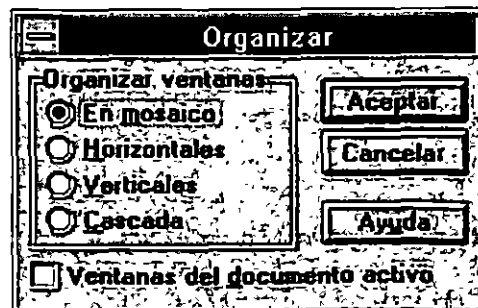 Organizar
Organizar ventanas
En mosaico
Horizontales
Verticales
Cascada
Aceptar
Cancelar
Ayuda
Ventanas del documento activo